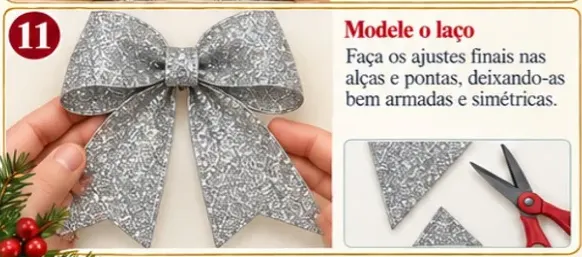 11
Modele o laço
Faça os ajustes finais nas
alças e pontas, deixando-as
bem armadas e simétricas.